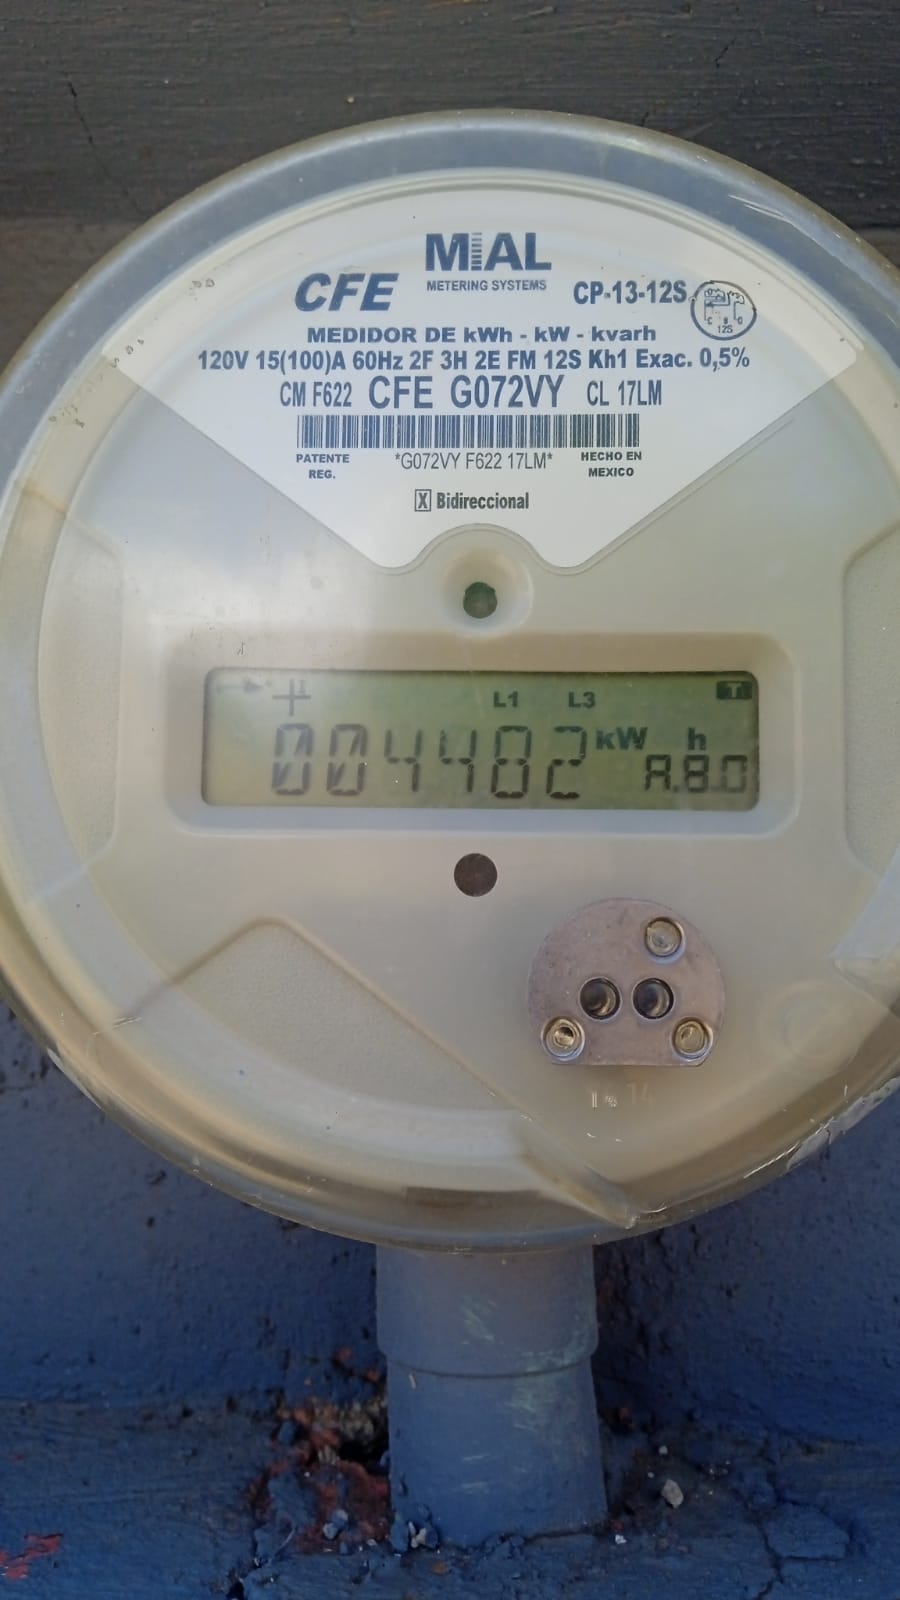 MIAL
METERING SYSTEMS
CFE
CP-13-12S
12S
MEDIDOR DE kWh - kW - kvarh
120V 15(100)A 60Hz 2F 3H 2E FM 12S Kh1 Exac. 0,5%
CM F622 CFE G072VY CL 17LM
PATENTE REG.
*G072VY F622 17LM*
HECHO EN MEXICO
X Bidireccional
L1 L3 T
004482 kW h A.8.0